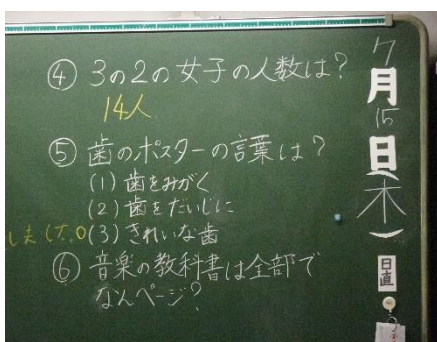 7月15日(木)
日直
④ 3の2の女子の人数は?
14人
⑤ 歯のポスターの言葉は?
(1) 歯をみがく
(2) 歯をだいじに
(3) きれいな歯
しました。0
⑥ 音楽の教科書は全部で
なんページ?